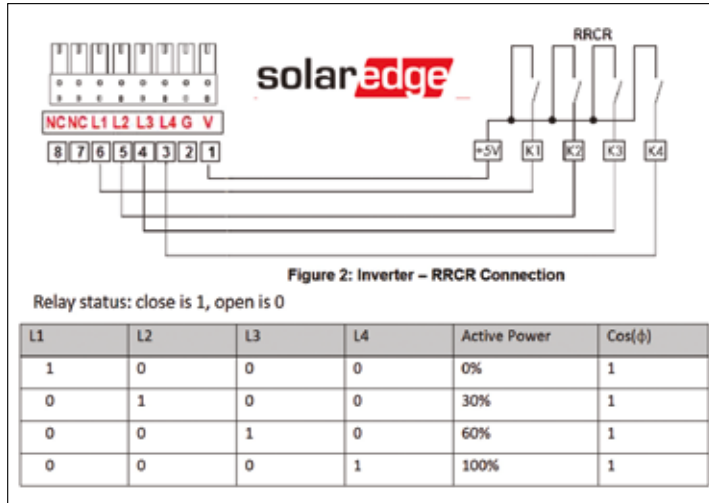 RRCR
solaredge
NC NC L1 L2 L3 L4 G V
8 7 6 5 4 3 2 1
+5V K1 K2 K3 K4
Figure 2: Inverter – RRCR Connection
Relay status: close is 1, open is 0
L1 L2 L3 L4 Active Power Cos(ϕ)
1 0 0 0 0% 1
0 1 0 0 30% 1
0 0 1 0 60% 1
0 0 0 1 100% 1